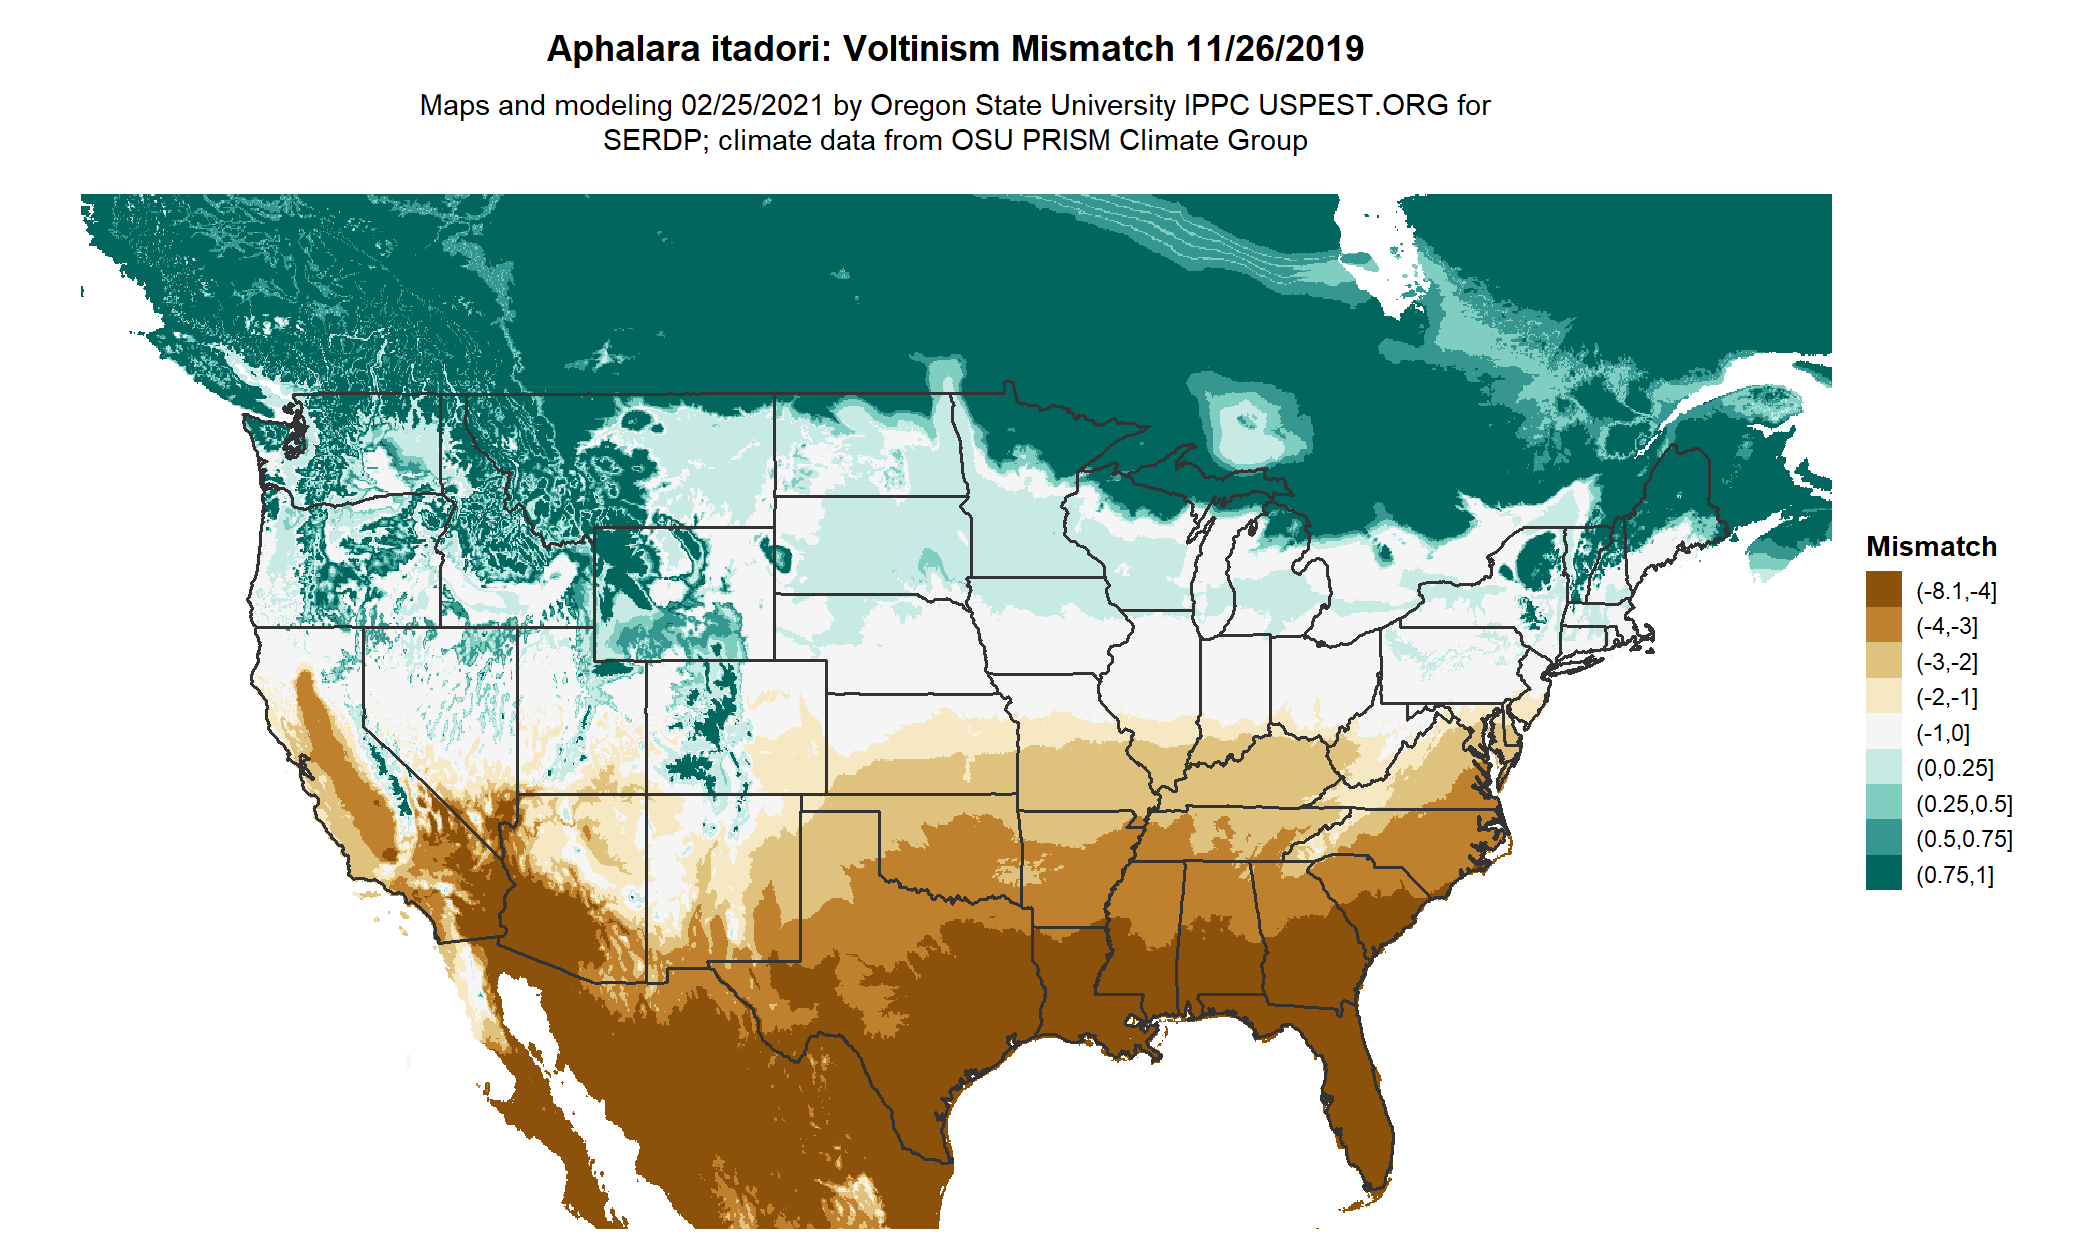 Aphalara itadori: Voltinism Mismatch 11/26/2019
Maps and modeling 02/25/2021 by Oregon State University IPPC USPEST.ORG for
SERDP; climate data from OSU PRISM Climate Group
Mismatch
(-8.1,-4]
(-4,-3]
(-3,-2]
(-2,-1]
(-1,0]
(0,0.25]
(0.25,0.5]
(0.5,0.75]
(0.75,1]